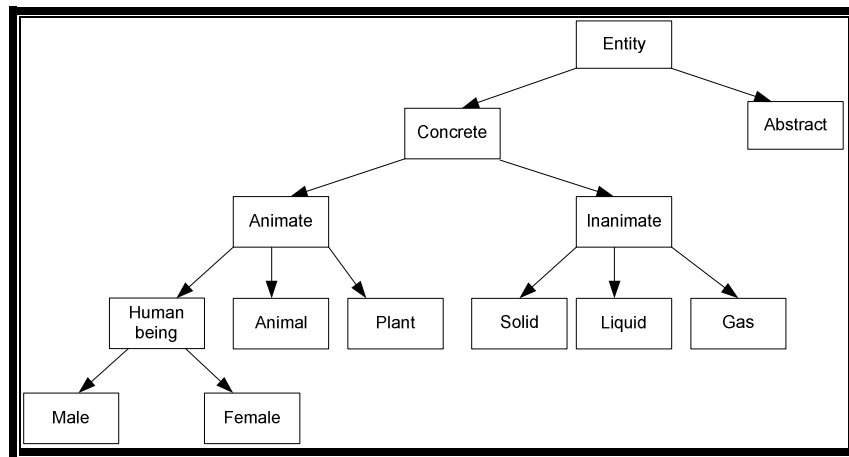 Entity
Concrete
Abstract
Animate
Inanimate
Human
being
Animal
Plant
Solid
Liquid
Gas
Male
Female